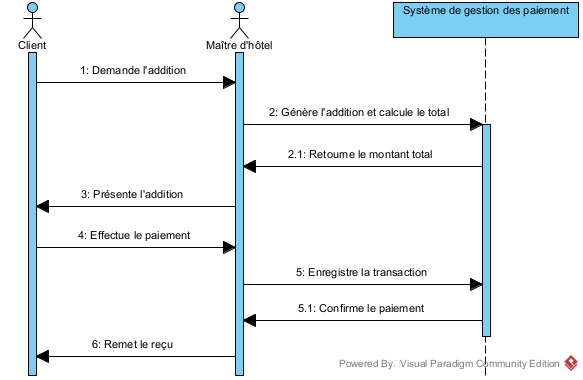 Système de gestion des paiement
Client
Maître d'hôtel
1: Demande l'addition
2: Génère l'addition et calcule le total
2.1: Retourne le montant total
3: Présente l'addition
4: Effectue le paiement
5: Enregistre la transaction
5.1: Confirme le paiement
6: Remet le reçu
Powered By Visual Paradigm Community Edition